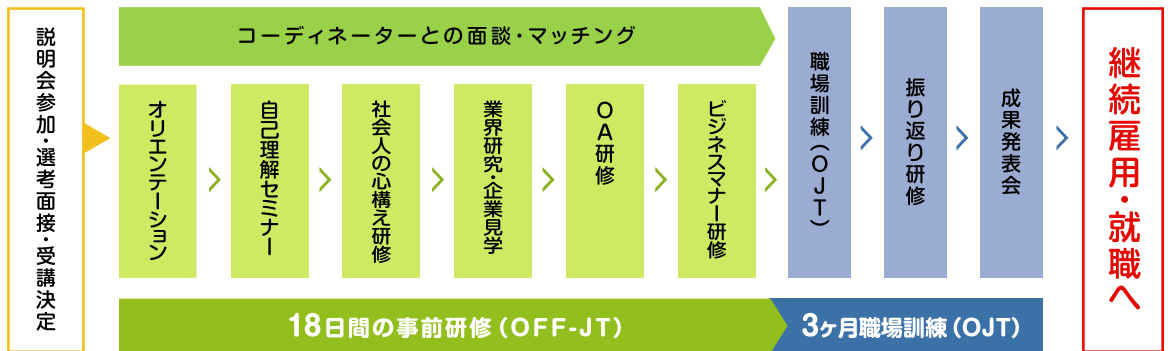 説明会参加・選考面接・受講決定
コーディネーターとの面談・マッチング
オリエンテーション
自己理解セミナー
社会人の心構え研修
業界研究・企業見学
OA研修
ビジネスマナー研修
職場訓練（OJT）
振り返り研修
成果発表会
18日間の事前研修（OFF-JT）
3ヶ月職場訓練（OJT）
継続雇用・就職へ